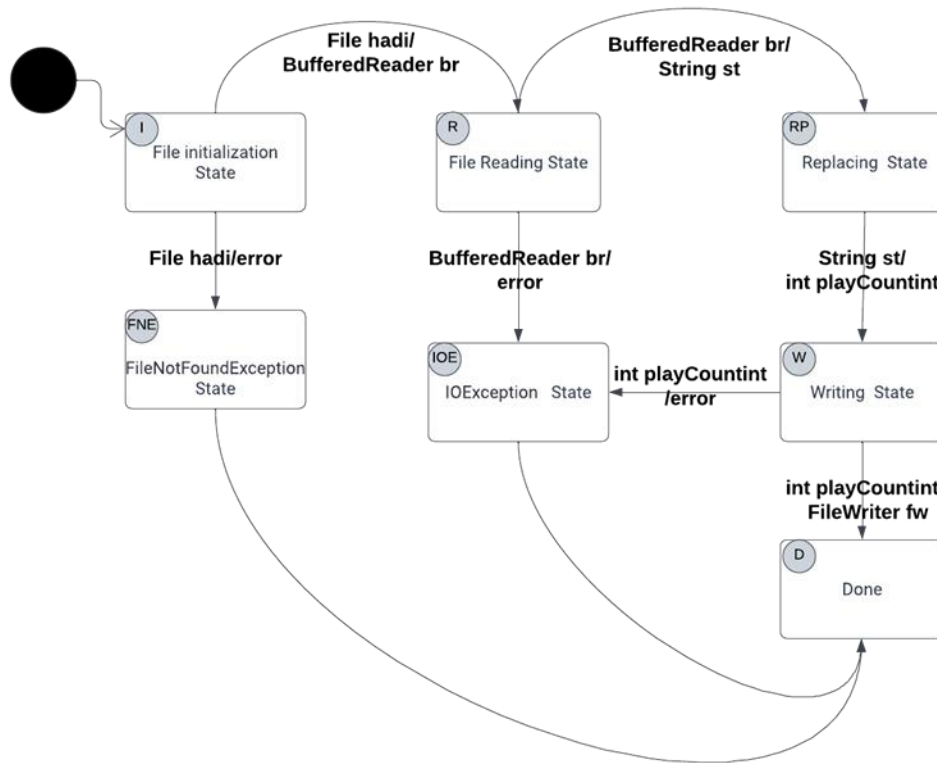 File hadi/
BufferedReader br
BufferedReader br/
String st
I
File initialization
State
R
File Reading State
RP
Replacing State
File hadi/error
BufferedReader br/
error
String st/
int playCountint
FNE
FileNotFoundException
State
IOE
IOException State
int playCountint
/error
W
Writing State
int playCountint
FileWriter fw
D
Done